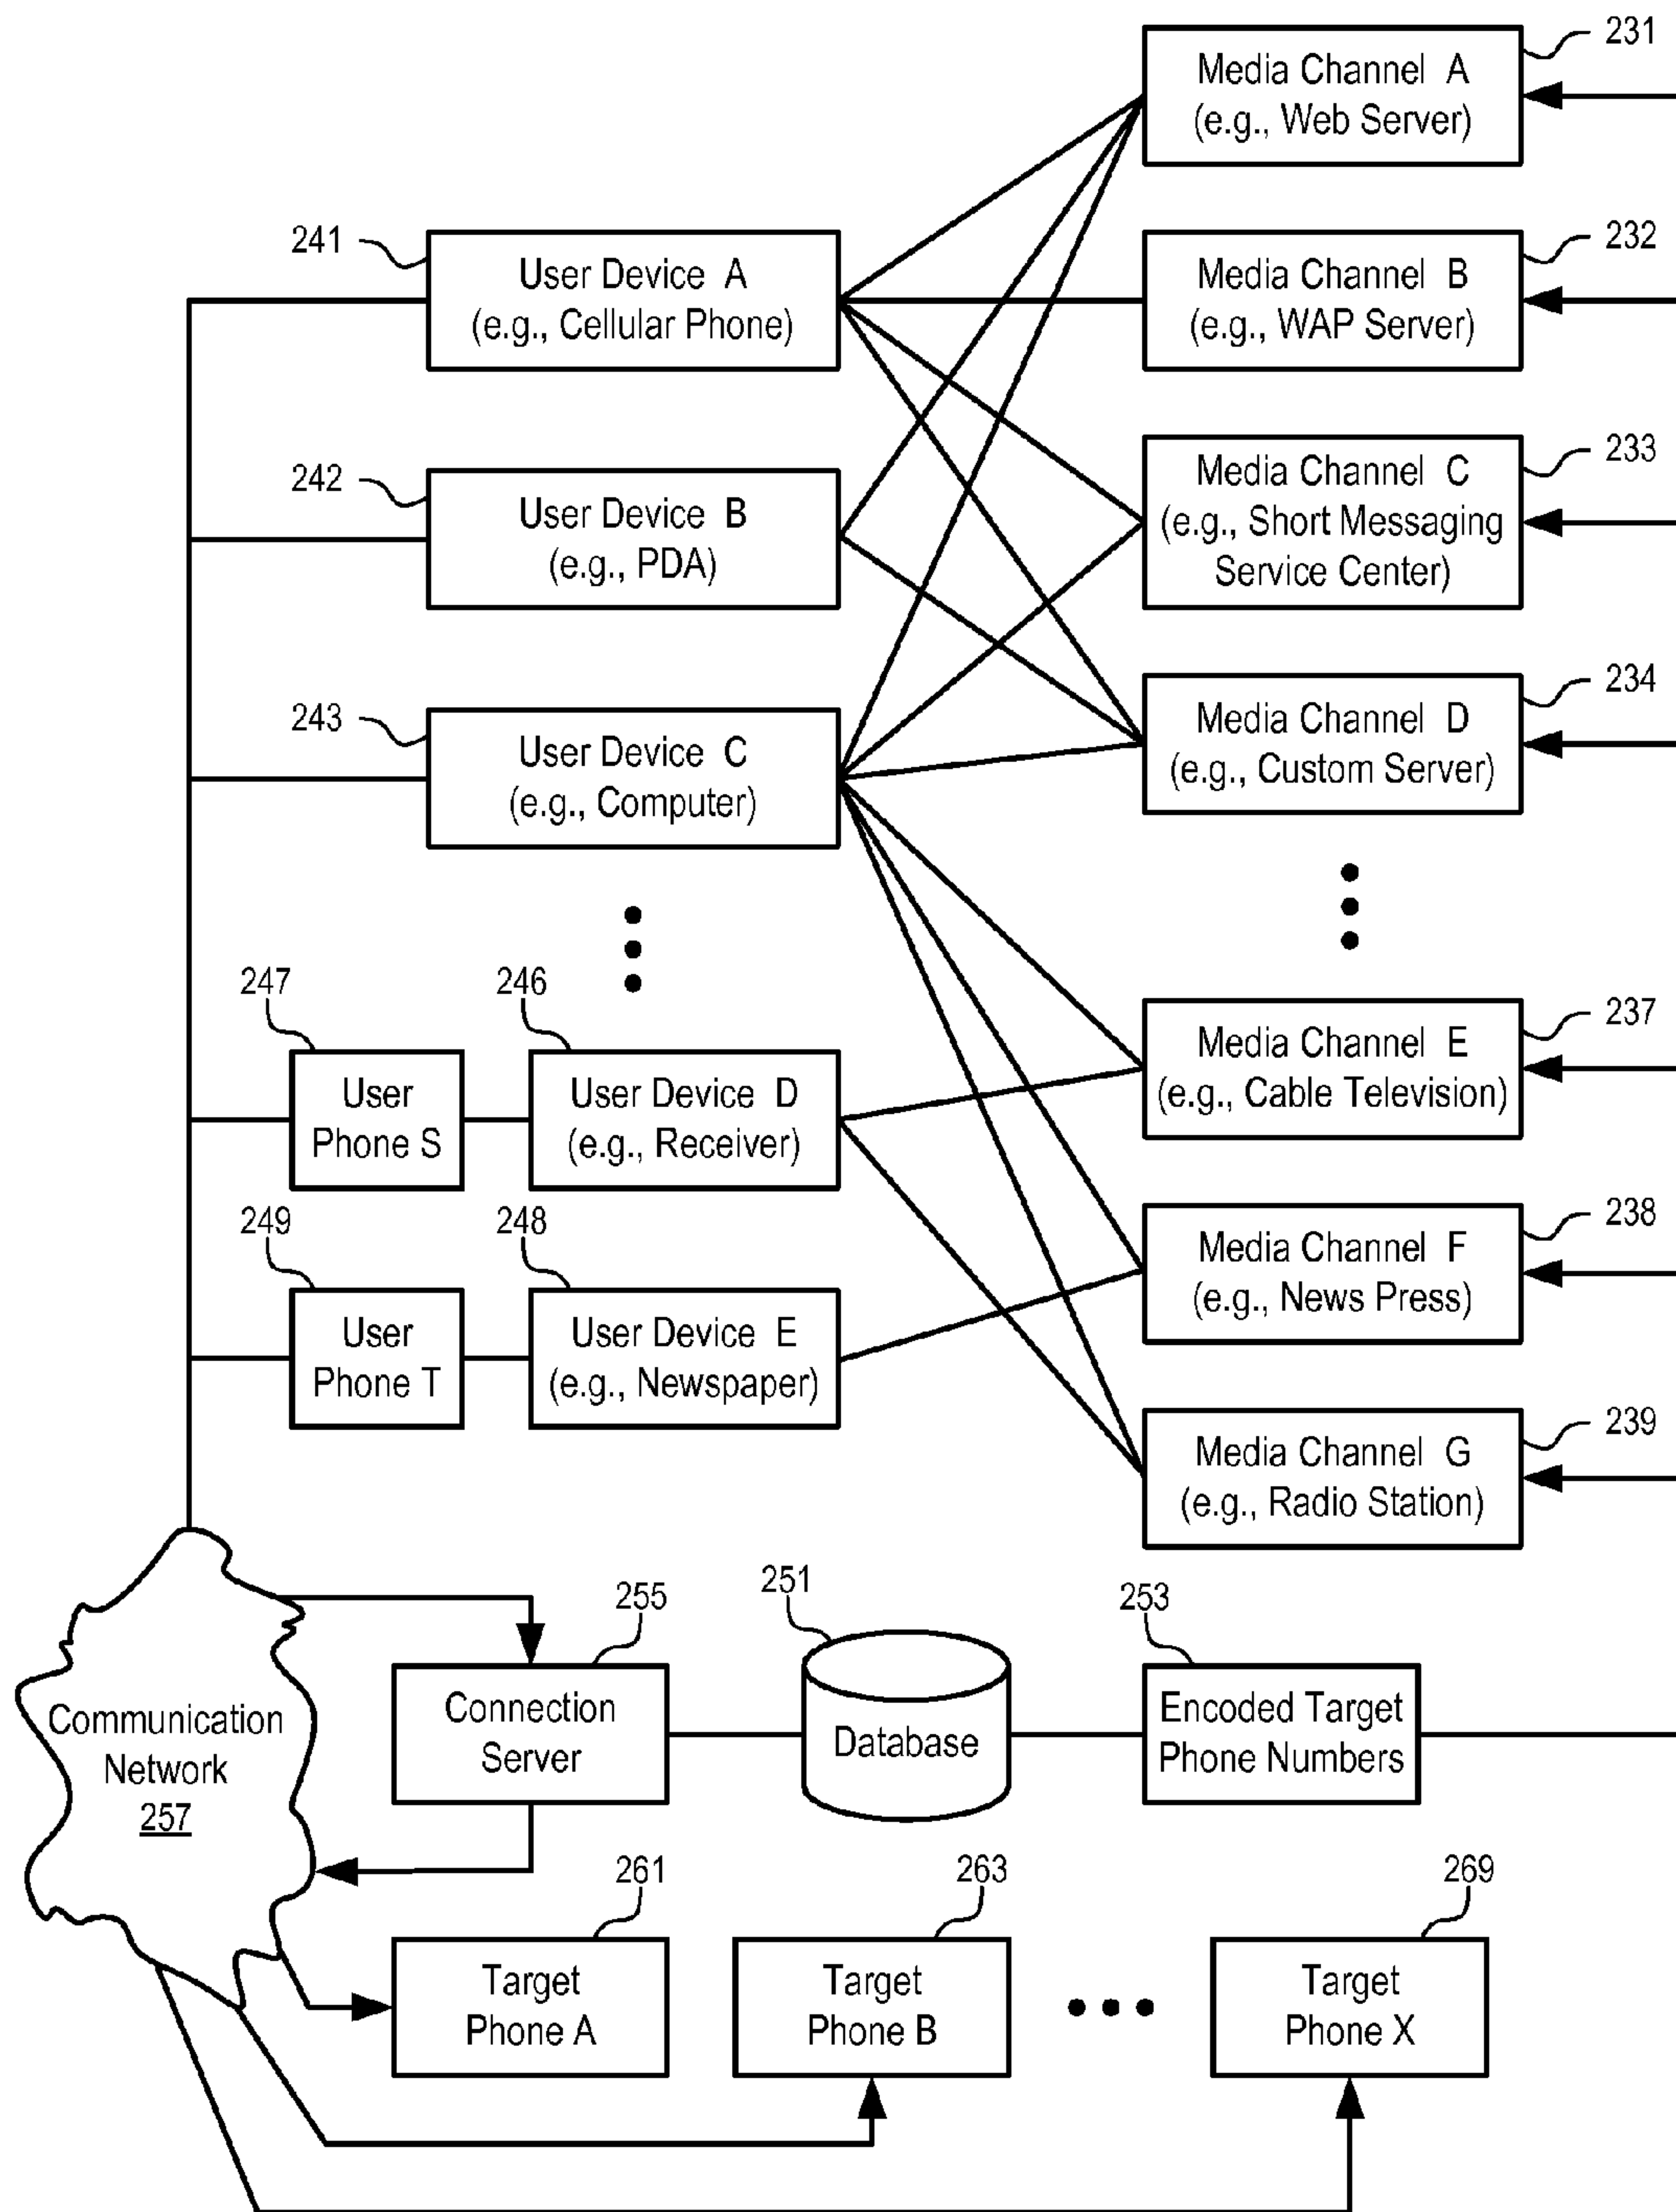 231
Media Channel A
(e.g., Web Server)
241
User Device A
(e.g., Cellular Phone)
232
Media Channel B
(e.g., WAP Server)
242
User Device B
(e.g., PDA)
233
Media Channel C
(e.g., Short Messaging
Service Center)
243
User Device C
(e.g., Computer)
234
Media Channel D
(e.g., Custom Server)
247
User
Phone S
246
User Device D
(e.g., Receiver)
237
Media Channel E
(e.g., Cable Television)
249
User
Phone T
248
User Device E
(e.g., Newspaper)
238
Media Channel F
(e.g., News Press)
239
Media Channel G
(e.g., Radio Station)
Communication
Network
257
255
Connection
Server
251
Database
253
Encoded Target
Phone Numbers
261
Target
Phone A
263
Target
Phone B
269
Target
Phone X